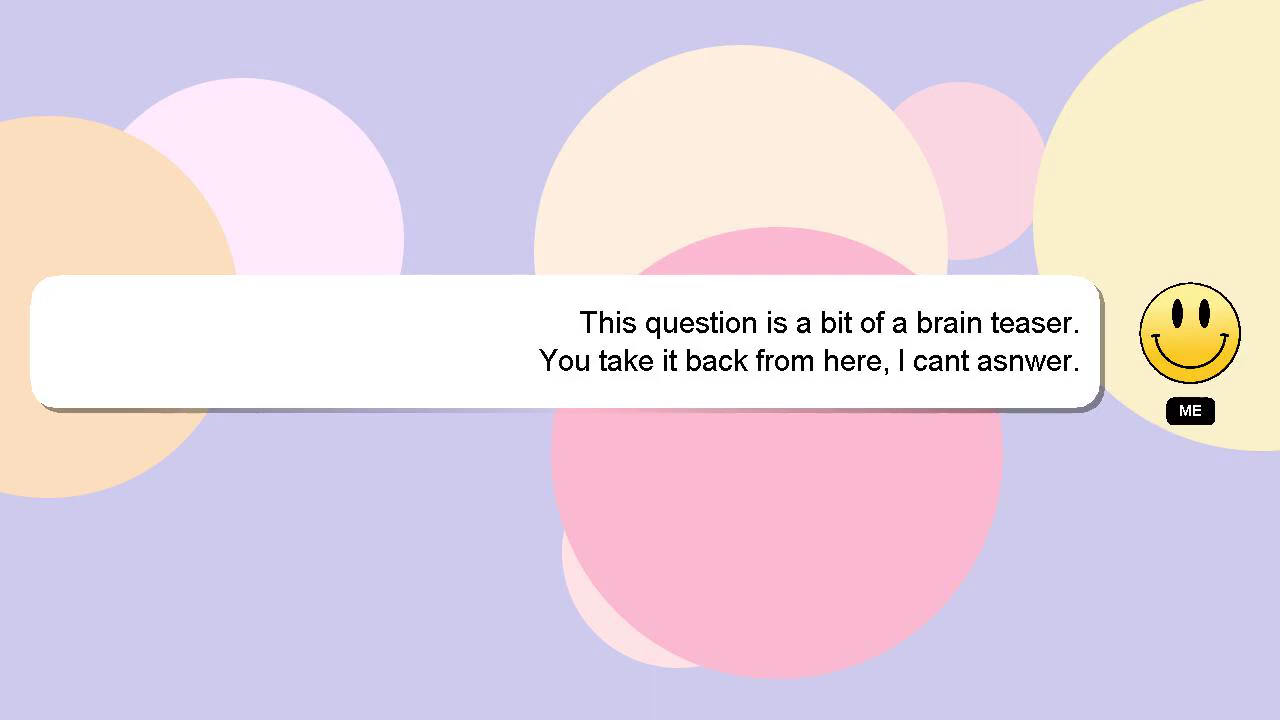 This question is a bit of a brain teaser.
You take it back from here, I cant asnwer.
ME